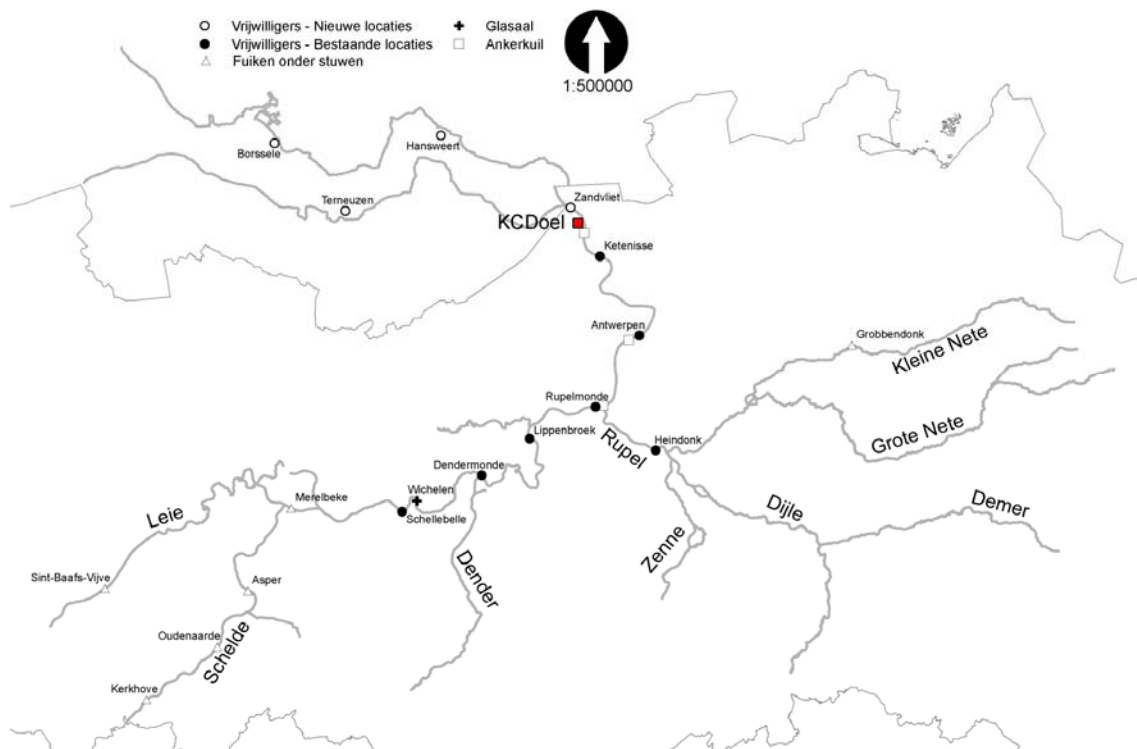 Vrijwilligers - Nieuwe locaties
Glasaal
Vrijwilligers - Bestaande locaties
Ankerkuil
Fuiken onder stuwen
1:500000
Hansweert
Borssele
Terneuzen
Zandvliet
KCDoel
Ketenisse
Antwerpen
Grobbendonk
Kleine Nete
Rupelmonde
Grote Nete
Lippenbroek
Rupel
Heindonk
Dendermonde
Wichelen
Merelbeke
Schellebelle
Leie
Dijle
Demer
Zenne
Dender
Sint-Baafs-Vijve
Asper
Oudenaarde
Schelde
Kerkhove